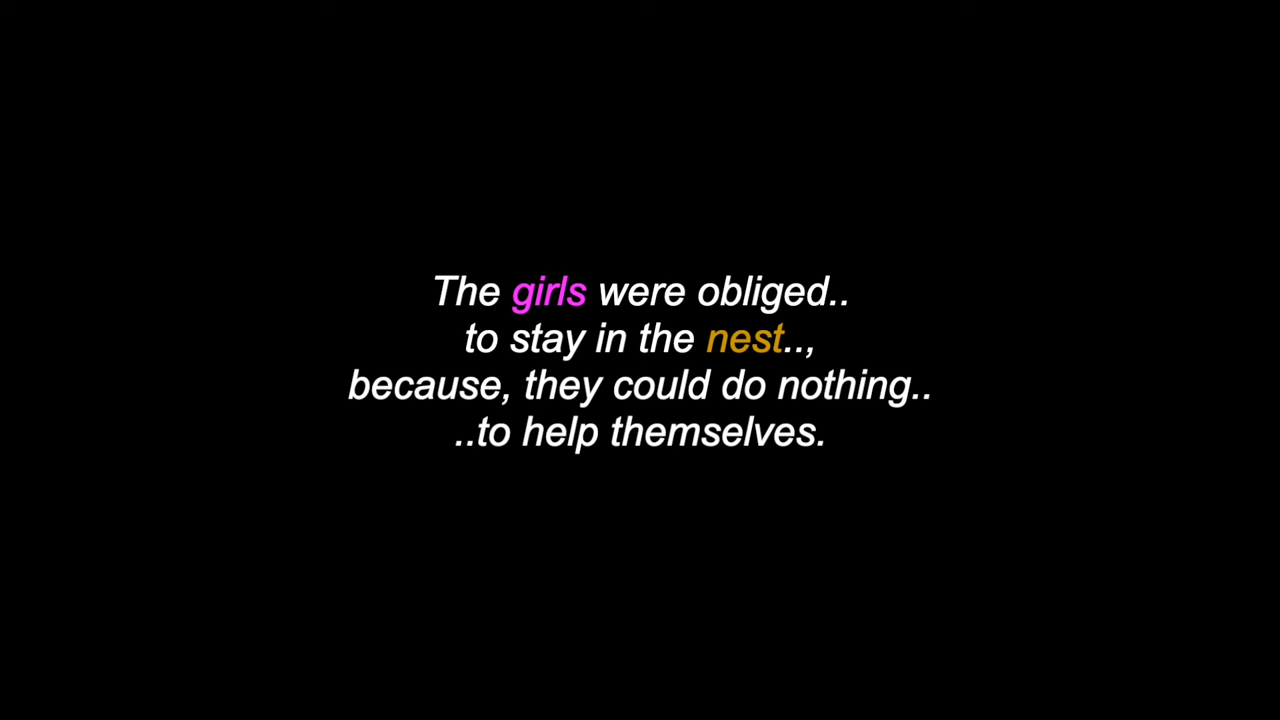 The girls were obliged..
to stay in the nest..,
because, they could do nothing..
..to help themselves.